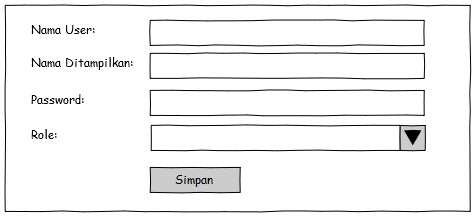 Nama User:
Nama Ditampilkan:
Password:
Role:
Simpan